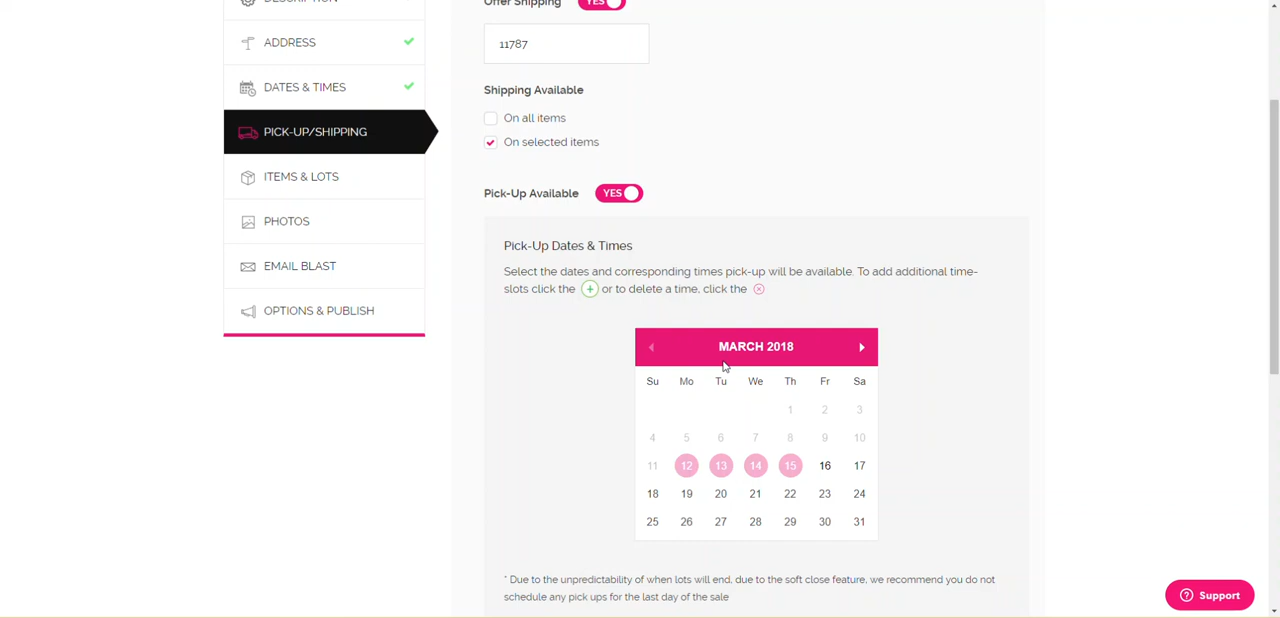 DESCRIPTION
ADDRESS
DATES & TIMES
PICK-UP/SHIPPING
ITEMS & LOTS
PHOTOS
EMAIL BLAST
OPTIONS & PUBLISH
Offer Shipping YES
11787
Shipping Available
On all items
On selected items
Pick-Up Available YES
Pick-Up Dates & Times
Select the dates and corresponding times pick-up will be available. To add additional time-
slots click the + or to delete a time, click the
MARCH 2018
Su Mo Tu We Th Fr Sa
1 2 3
4 5 6 7 8 9 10
11 12 13 14 15 16 17
18 19 20 21 22 23 24
25 26 27 28 29 30 31
* Due to the unpredictability of when lots will end, due to the soft close feature, we recommend you do not
schedule any pick ups for the last day of the sale
? Support